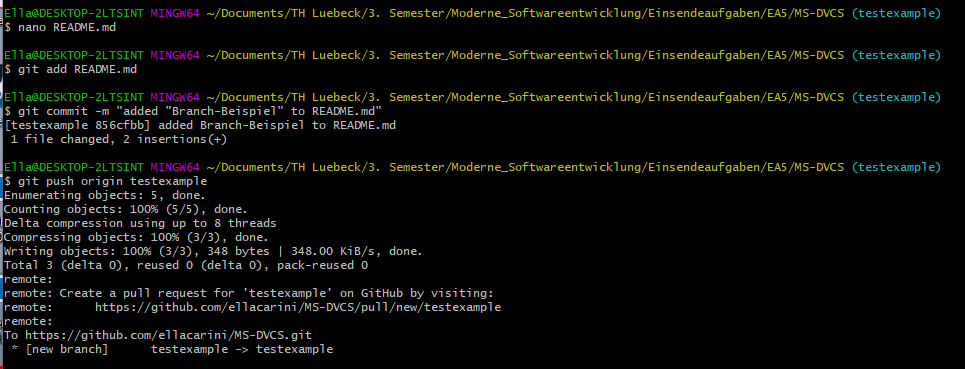 Ella@DESKTOP-2LTSINT MINGW64 ~/Documents/TH Luebeck/3. Semester/Moderne_Softwareentwicklung/Einsendeaufgaben/EA5/MS-DVCS (testexample)
$ nano README.md
Ella@DESKTOP-2LTSINT MINGW64 ~/Documents/TH Luebeck/3. Semester/Moderne_Softwareentwicklung/Einsendeaufgaben/EA5/MS-DVCS (testexample)
$ git add README.md
Ella@DESKTOP-2LTSINT MINGW64 ~/Documents/TH Luebeck/3. Semester/Moderne_Softwareentwicklung/Einsendeaufgaben/EA5/MS-DVCS (testexample)
$ git commit -m "added "Branch-Beispiel" to README.md"
[testexample 856cfbb] added Branch-Beispiel to README.md
 1 file changed, 2 insertions(+)
Ella@DESKTOP-2LTSINT MINGW64 ~/Documents/TH Luebeck/3. Semester/Moderne_Softwareentwicklung/Einsendeaufgaben/EA5/MS-DVCS (testexample)
$ git push origin testexample
Enumerating objects: 5, done.
Counting objects: 100% (5/5), done.
Delta compression using up to 8 threads
Compressing objects: 100% (3/3), done.
Writing objects: 100% (3/3), 348 bytes | 348.00 KiB/s, done.
Total 3 (delta 0), reused 0 (delta 0), pack-reused 0
remote:
remote: Create a pull request for 'testexample' on GitHub by visiting:
remote:      https://github.com/ellacarini/MS-DVCS/pull/new/testexample
remote:
To https://github.com/ellacarini/MS-DVCS.git
 * [new branch]      testexample -> testexample